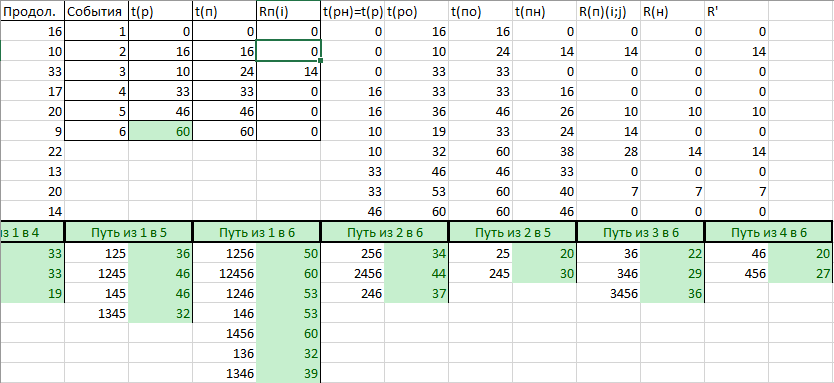 Продол. События t(р) t(п) Rп(i) t(рн)=t(р) t(ро) t(по) t(пн) R(п)(i;j) R(н) R'
16 1 0 0 0 0 16 16 0 0 0 0
10 2 16 16 0 0 10 24 14 14 0 14
33 3 10 24 14 0 33 33 0 0 0 0
17 4 33 33 0 16 33 33 16 0 0 0
20 5 46 46 0 16 36 46 26 10 10 10
9 6 60 60 0 10 19 33 24 14 0 0
22 10 32 60 38 28 14 14
13 33 46 46 33 0 0 0
20 33 53 60 40 7 7 7
14 46 60 60 46 0 0 0
из 1 в 4 Путь из 1 в 5 Путь из 1 в 6 Путь из 2 в 6 Путь из 2 в 5 Путь из 3 в 6 Путь из 4 в 6
33 125 36 1256 50 256 34 25 20 36 22 46 20
33 1245 46 12456 60 2456 44 245 30 346 29 456 27
19 145 46 1246 53 246 37 3456 36
1345 32 146 53
1456 60
136 32
1346 39